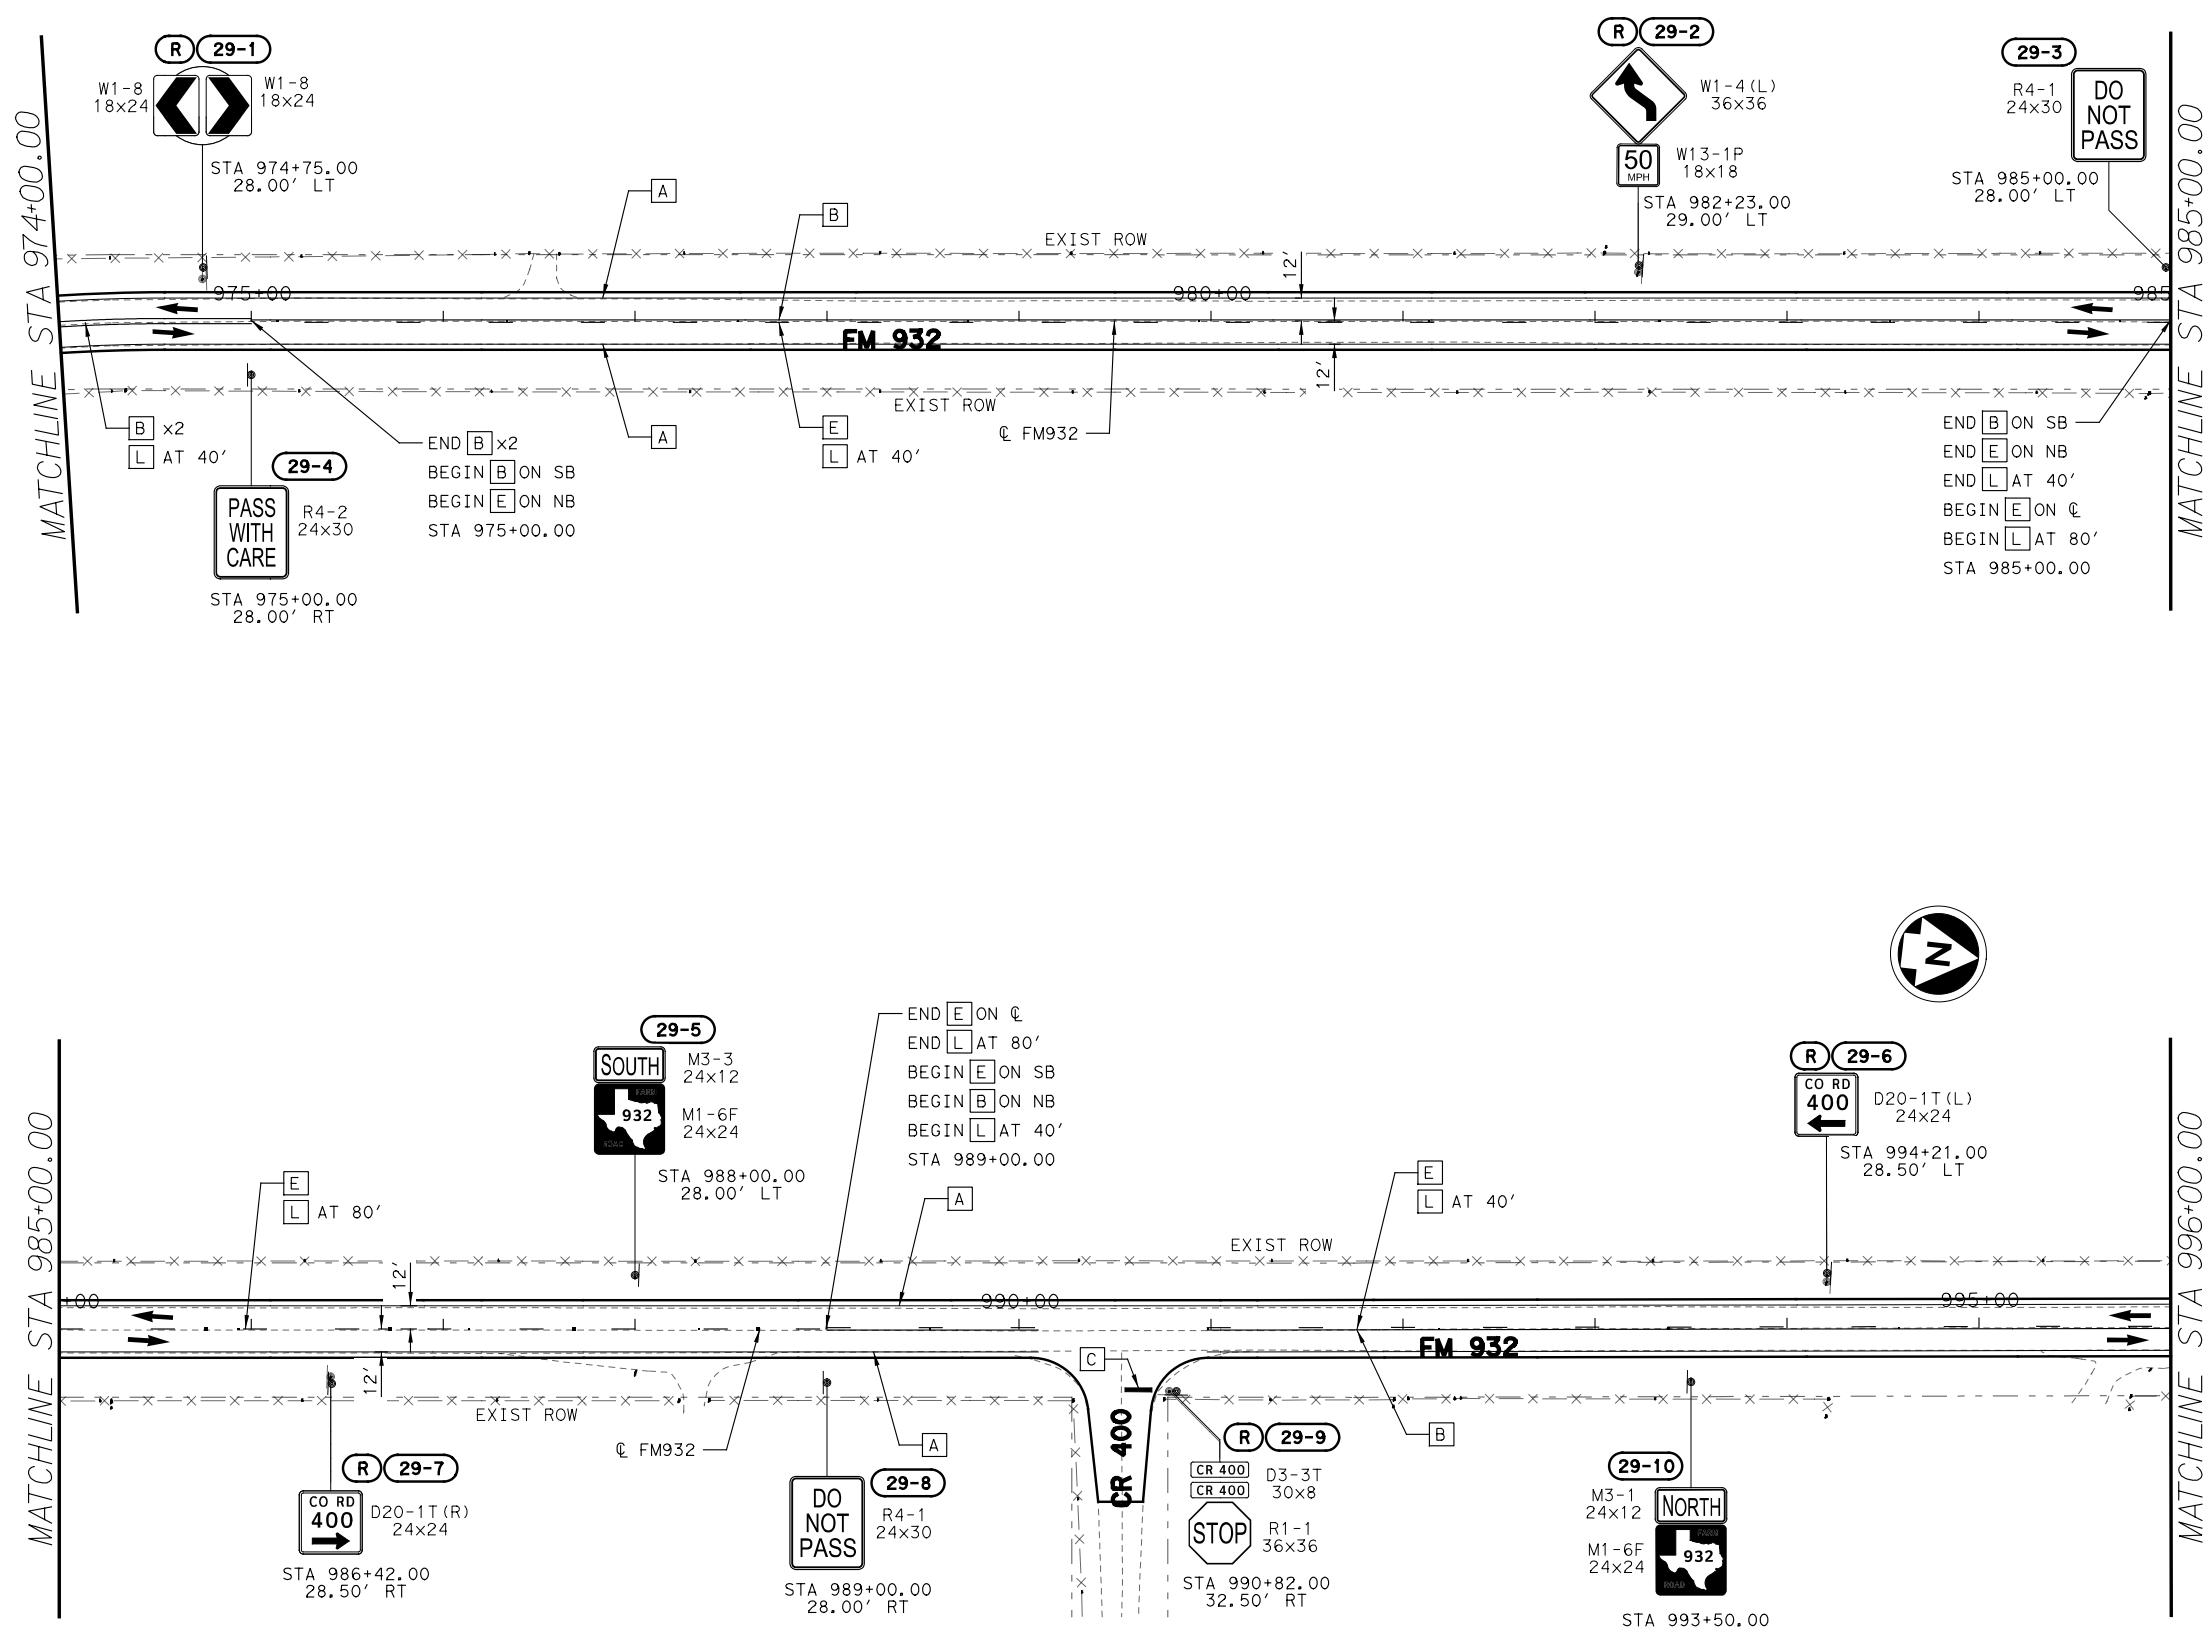 MATCHLINE STA 974+00.00
R 29-1
W1-8
18x24
W1-8
18x24
STA 974+75.00
28.00' LT
A
B
EXIST ROW
12'
R 29-2
W1-4(L)
36x36
50
MPH
W13-1P
18x18
STA 982+23.00
29.00' LT
29-3
R4-1
24x30
DO
NOT
PASS
STA 985+00.00
28.00' LT
MATCHLINE STA 985+00.00
975+00
980+00
985
FM 932
12'
EXIST ROW
B x2
L AT 40'
29-4
PASS
WITH
CARE
R4-2
24x30
STA 975+00.00
28.00' RT
END B x2
BEGIN B ON SB
BEGIN E ON NB
STA 975+00.00
A
E
L AT 40'
℄ FM932
END B ON SB
END E ON NB
END L AT 40'
BEGIN E ON ℄
BEGIN L AT 80'
STA 985+00.00
N
MATCHLINE STA 985+00.00
E
L AT 80'
29-5
SOUTH
M3-3
24x12
FARM
932
ROAD
M1-6F
24x24
STA 988+00.00
28.00' LT
END E ON ℄
END L AT 80'
BEGIN E ON SB
BEGIN B ON NB
BEGIN L AT 40'
STA 989+00.00
A
E
L AT 40'
R 29-6
CO RD
400
D20-1T(L)
24x24
STA 994+21.00
28.50' LT
MATCHLINE STA 996+00.00
EXIST ROW
12'
+00
990+00
995+00
FM 932
C
12'
EXIST ROW
℄ FM932
A
B
CR 400
R 29-7
CO RD
400
D20-1T(R)
24x24
STA 986+42.00
28.50' RT
29-8
DO
NOT
PASS
R4-1
24x30
STA 989+00.00
28.00' RT
R 29-9
CR 400
CR 400
D3-3T
30x8
STOP
R1-1
36x36
STA 990+82.00
32.50' RT
29-10
M3-1
24x12
NORTH
M1-6F
24x24
FARM
932
ROAD
STA 993+50.00